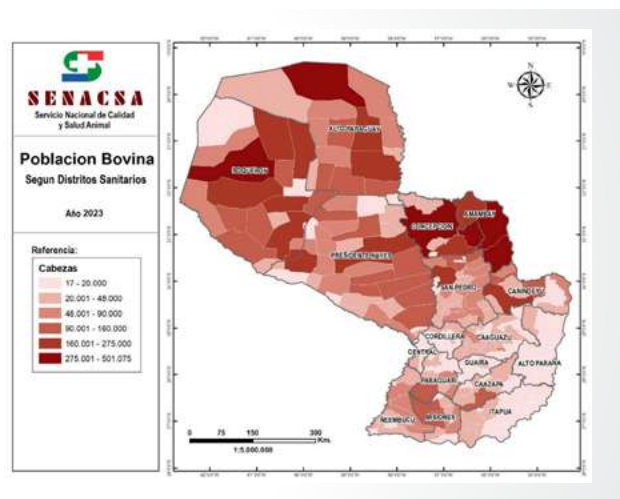 SENACSA
Servicio Nacional de Calidad
y Salud Animal
Poblacion Bovina
Segun Distritos Sanitarios
Año 2023
Referencia:
Cabezas
17 - 20.000
20.001 - 48.000
48.001 - 90.000
90.001 - 160.000
160.001 - 275.000
275.001 - 501.075
N
W
E
S
ALTO PARAGUAY
BOQUERON
AMAMBAY
CONCEPCION
PRESIDENTE HAYES
SAN PEDRO
CANINDEYU
CORDILLERA
CAAGUAZU
CENTRAL
GUAIRA
ALTO PARANA
PARAGUARI
CAAZAPA
ITAPUA
ÑEEMBUCU
MISIONES
0 75 150 300
Km.
1:5.000.000